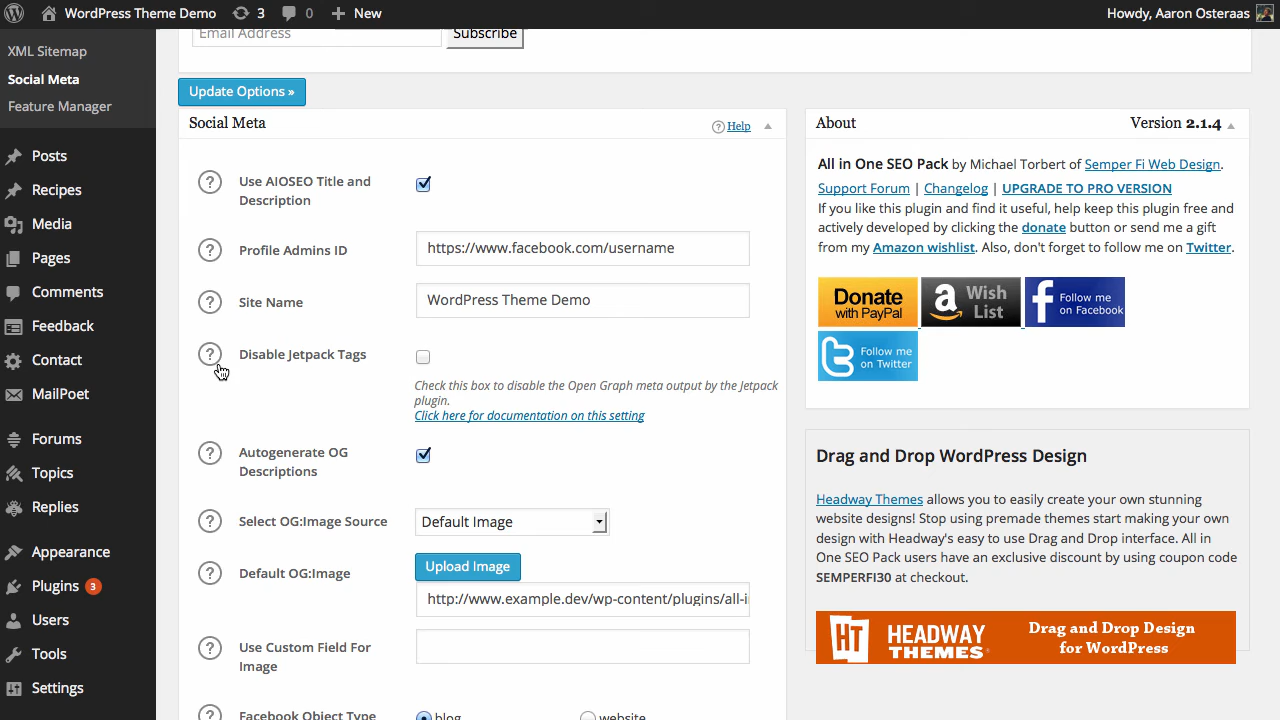 WordPress Theme Demo 3 0 New Howdy, Aaron Osteraas
XML Sitemap
Social Meta
Feature Manager
Posts
Recipes
Media
Pages
Comments
Feedback
Contact
MailPoet
Forums
Topics
Replies
Appearance
Plugins 3
Users
Tools
Settings
Email Address Subscribe
Update Options »
Social Meta ? Help
? Use AIOSEO Title and
Description
? Profile Admins ID https://www.facebook.com/username
? Site Name WordPress Theme Demo
? Disable Jetpack Tags
Check this box to disable the Open Graph meta output by the Jetpack
plugin.
Click here for documentation on this setting
? Autogenerate OG
Descriptions
? Select OG:Image Source Default Image
? Default OG:Image Upload Image
http://www.example.dev/wp-content/plugins/all-i
? Use Custom Field For
Image
? Facebook Object Type blog website
About Version 2.1.4
All in One SEO Pack by Michael Torbert of Semper Fi Web Design.
Support Forum | Changelog | UPGRADE TO PRO VERSION
If you like this plugin and find it useful, help keep this plugin free and
actively developed by clicking the donate button or send me a gift
from my Amazon wishlist. Also, don't forget to follow me on Twitter.
Donate
with PayPal
a Wish
List
f Follow me
on Facebook
t Follow me
on Twitter
Drag and Drop WordPress Design
Headway Themes allows you to easily create your own stunning
website designs! Stop using premade themes start making your own
design with Headway's easy to use Drag and Drop interface. All in
One SEO Pack users have an exclusive discount by using coupon code
SEMPERFI30 at checkout.
HT HEADWAY
THEMES
Drag and Drop Design
for WordPress